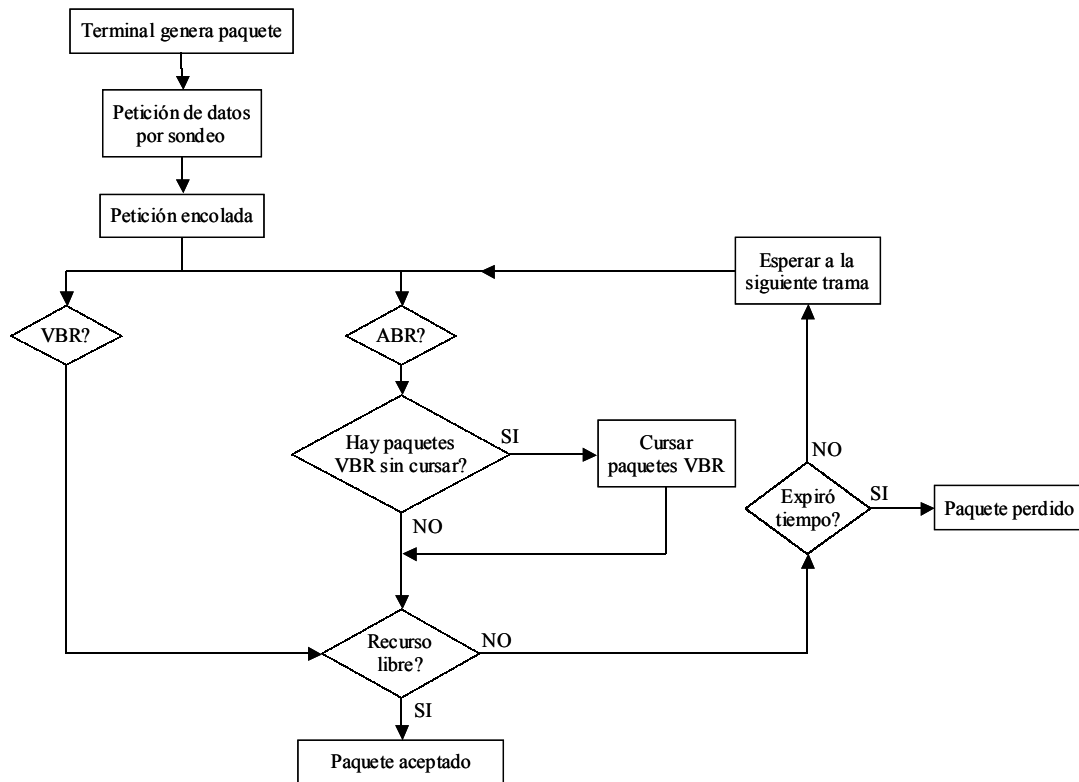 Terminal genera paquete
Petición de datos
por sondeo
Petición encolada
Esperar a la
siguiente trama
VBR?
ABR?
Hay paquetes
VBR sin cursar?
SI
Cursar
paquetes VBR
NO
Expiró
tiempo?
SI
Paquete perdido
NO
Recurso
libre?
NO
SI
Paquete aceptado